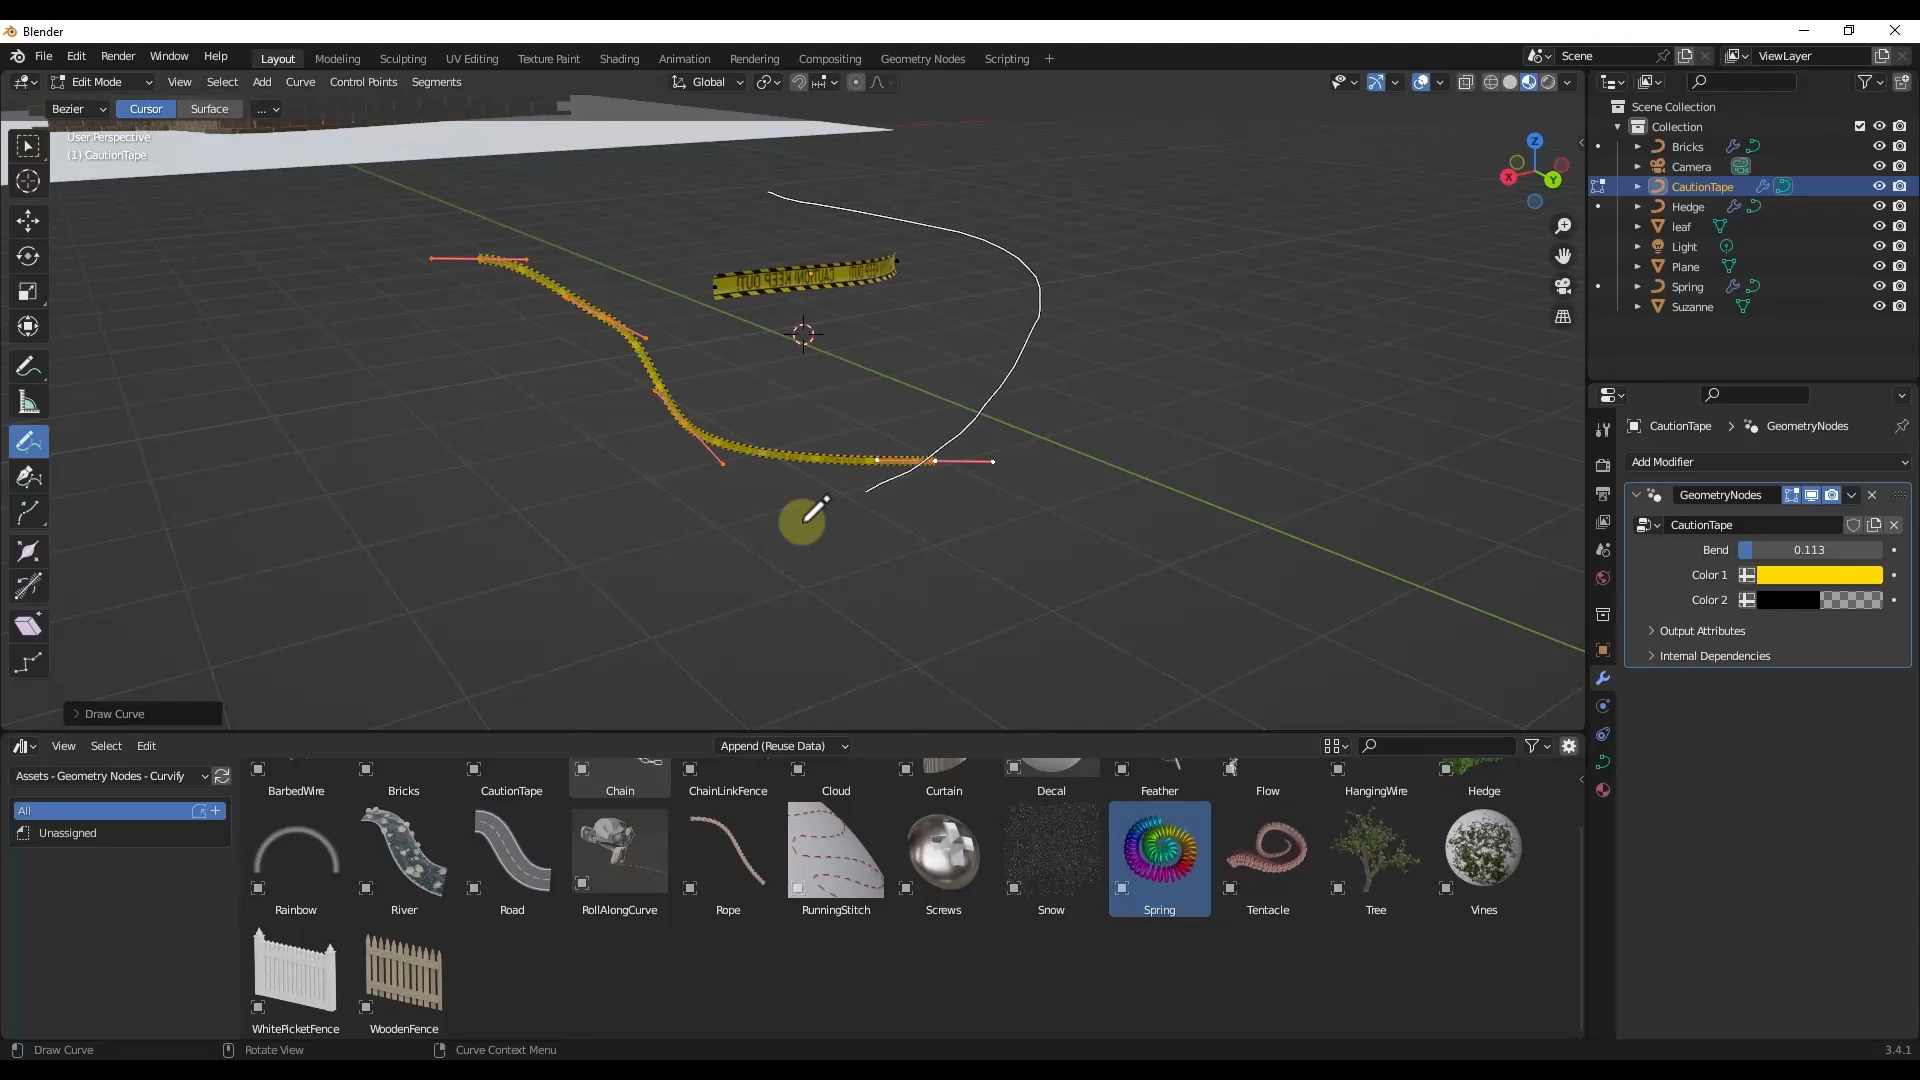 Blender
File Edit Render Window Help Layout Modeling Sculpting UV Editing Texture Paint Shading Animation Rendering Compositing Geometry Nodes Scripting + Scene ViewLayer
Edit Mode View Select Add Curve Control Points Segments Global
Bezier Cursor Surface ...
User Perspective
(1) CautionTape
CAUTION KEEP OUT!
Z
X Y
Draw Curve
Scene Collection
Collection
Bricks
Camera
CautionTape
Hedge
leaf
Light
Plane
Spring
Suzanne
CautionTape > GeometryNodes
Add Modifier
GeometryNodes
CautionTape
Bend 0.113
Color 1
Color 2
Output Attributes
Internal Dependencies
View Select Edit Append (Reuse Data)
Assets - Geometry Nodes - Curvify
All
Unassigned
BarbedWire Bricks CautionTape Chain ChainLinkFence Cloud Curtain Decal Feather Flow HangingWire Hedge
Rainbow River Road RollAlongCurve Rope RunningStitch Screws Snow Spring Tentacle Tree Vines
WhitePicketFence WoodenFence
Draw Curve Rotate View Curve Context Menu 3.4.1